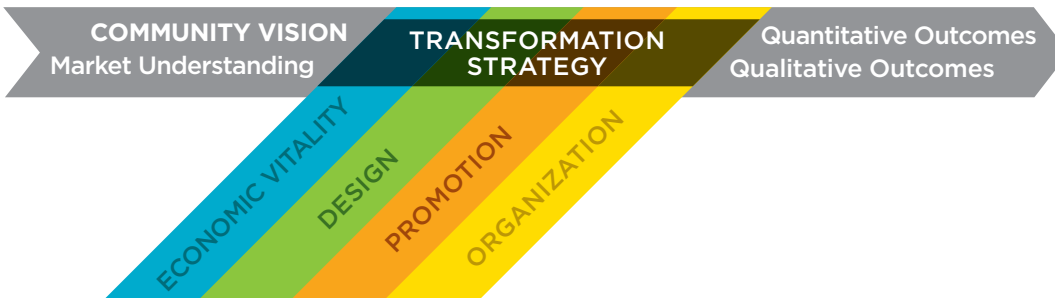 COMMUNITY VISION
Market Understanding
TRANSFORMATION
STRATEGY
Quantitative Outcomes
Qualitative Outcomes
ECONOMIC VITALITY
DESIGN
PROMOTION
ORGANIZATION